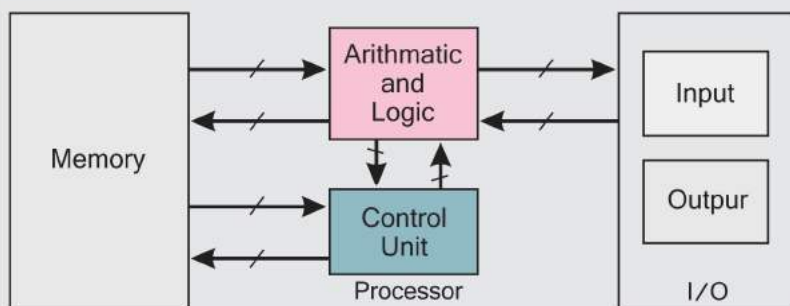 Memory
Arithmatic
and
Logic
Control
Unit
Processor
Input
Outpur
I/O